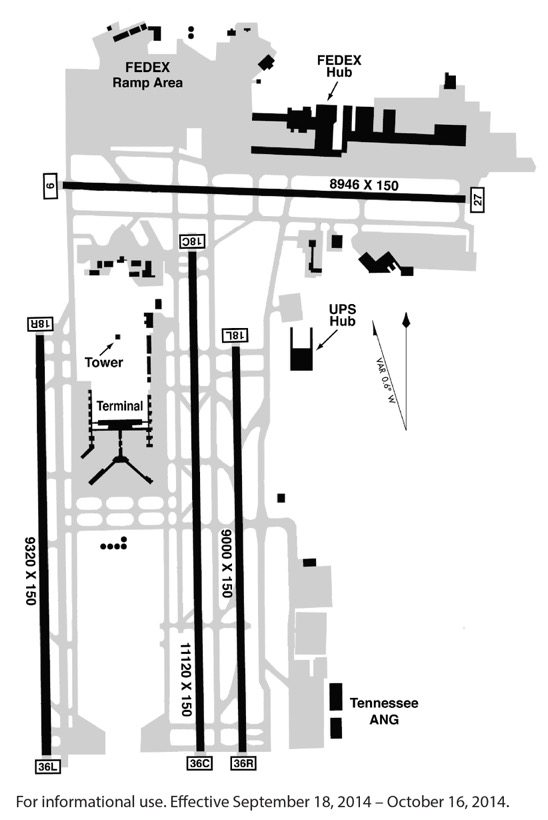 FEDEX
Ramp Area
FEDEX
Hub
9
8946 X 150
27
18C
18R
18L
UPS
Hub
Tower
VAR 0.6° W
Terminal
9320 X 150
9000 X 150
11120 X 150
Tennessee
ANG
36L
36C
36R
For informational use. Effective September 18, 2014 – October 16, 2014.